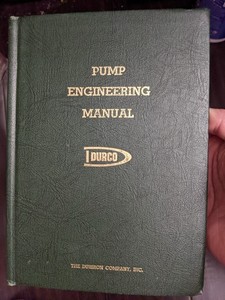 PUMP
ENGINEERING
MANUAL
DURCO
THE DURIRON COMPANY, INC.